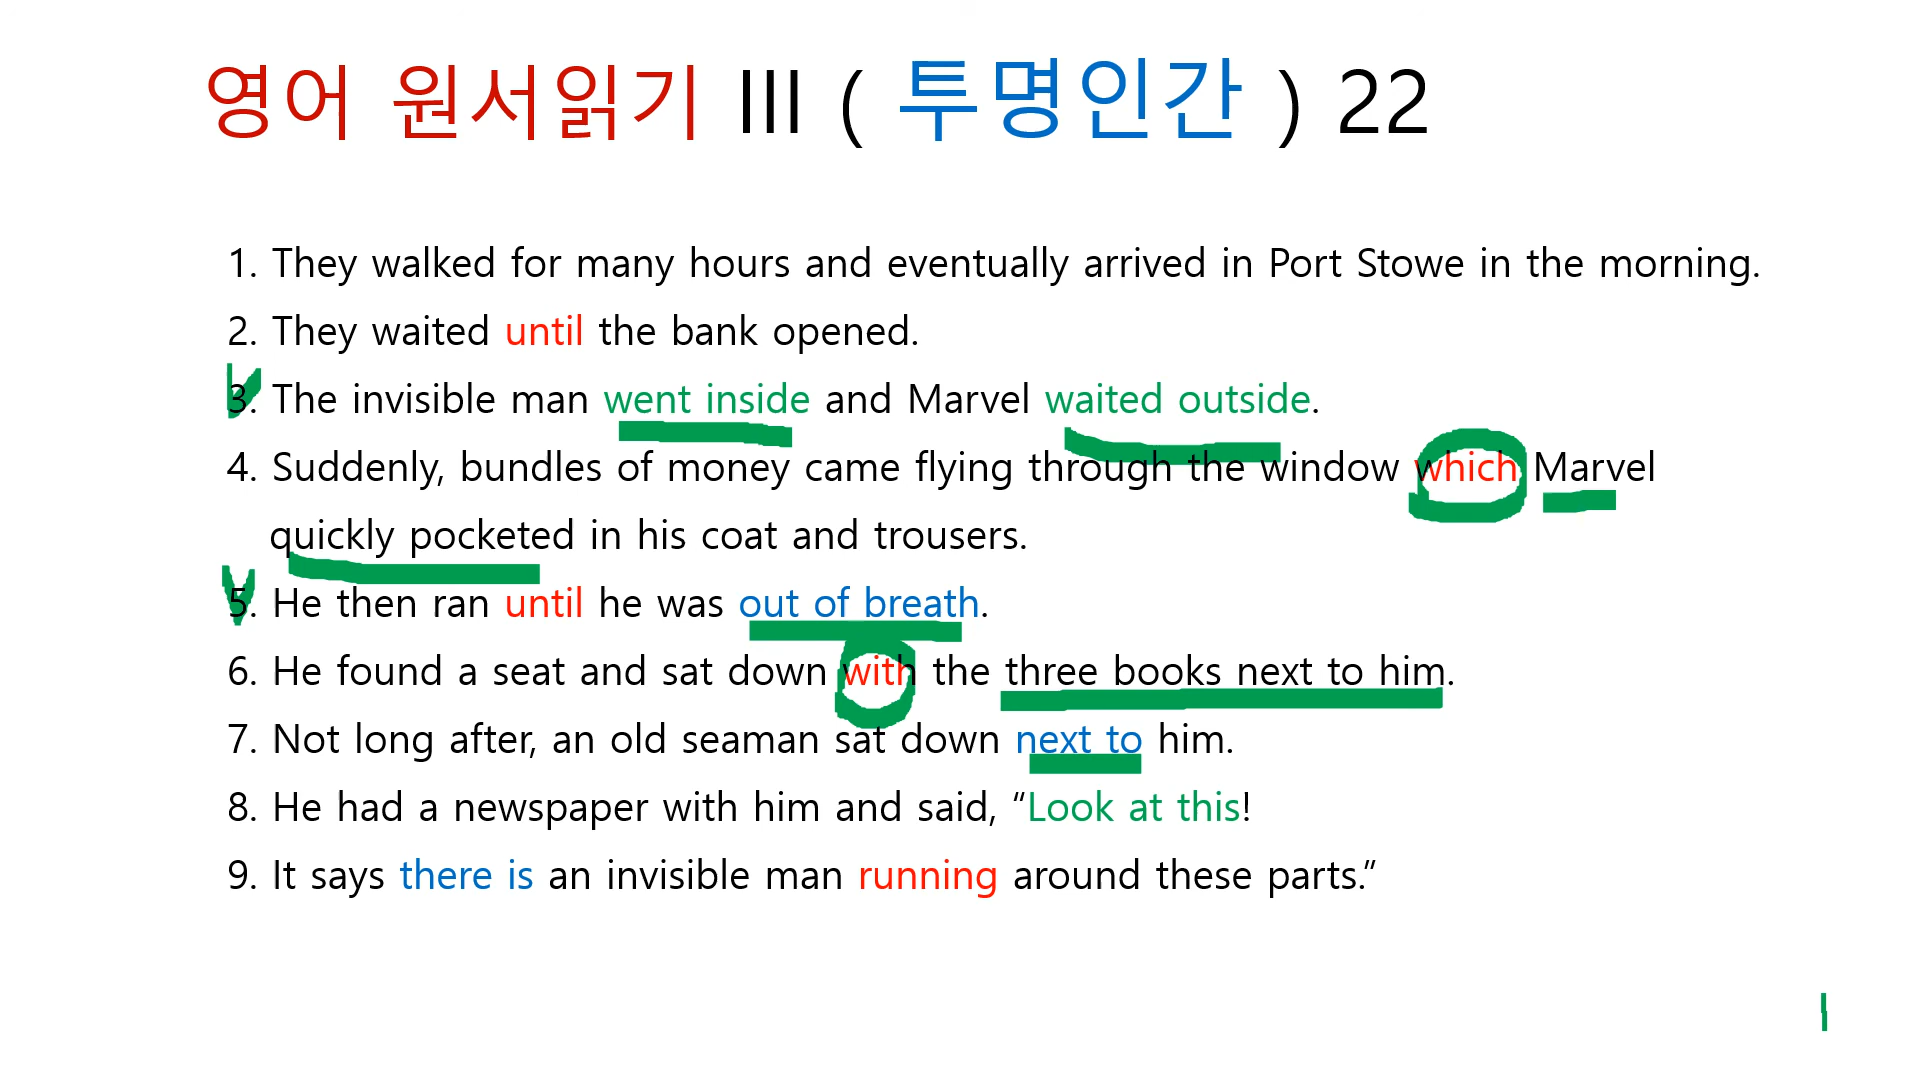 영어 원서읽기 III ( 투명인간 ) 22
1. They walked for many hours and eventually arrived in Port Stowe in the morning.
2. They waited until the bank opened.
3. The invisible man went inside and Marvel waited outside.
4. Suddenly, bundles of money came flying through the window which Marvel
quickly pocketed in his coat and trousers.
5. He then ran until he was out of breath.
6. He found a seat and sat down with the three books next to him.
7. Not long after, an old seaman sat down next to him.
8. He had a newspaper with him and said, “Look at this!
9. It says there is an invisible man running around these parts.”